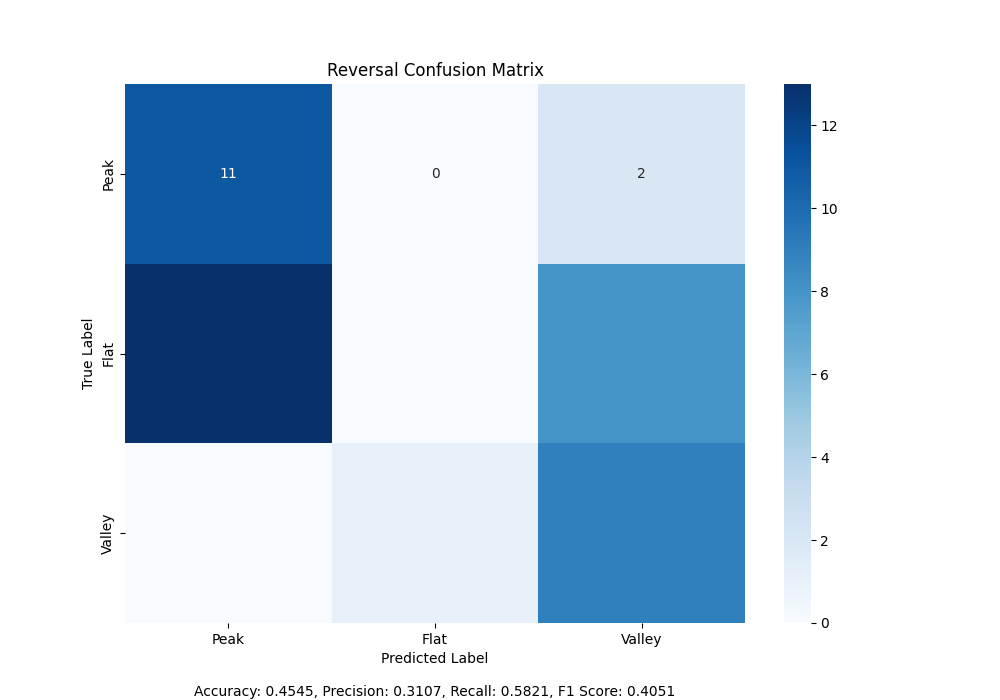 Reversal Confusion Matrix
12
10
8
6
4
2
0
11 0 2
Peak
Flat
Valley
True Label
Peak Flat Valley
Predicted Label
Accuracy: 0.4545, Precision: 0.3107, Recall: 0.5821, F1 Score: 0.4051